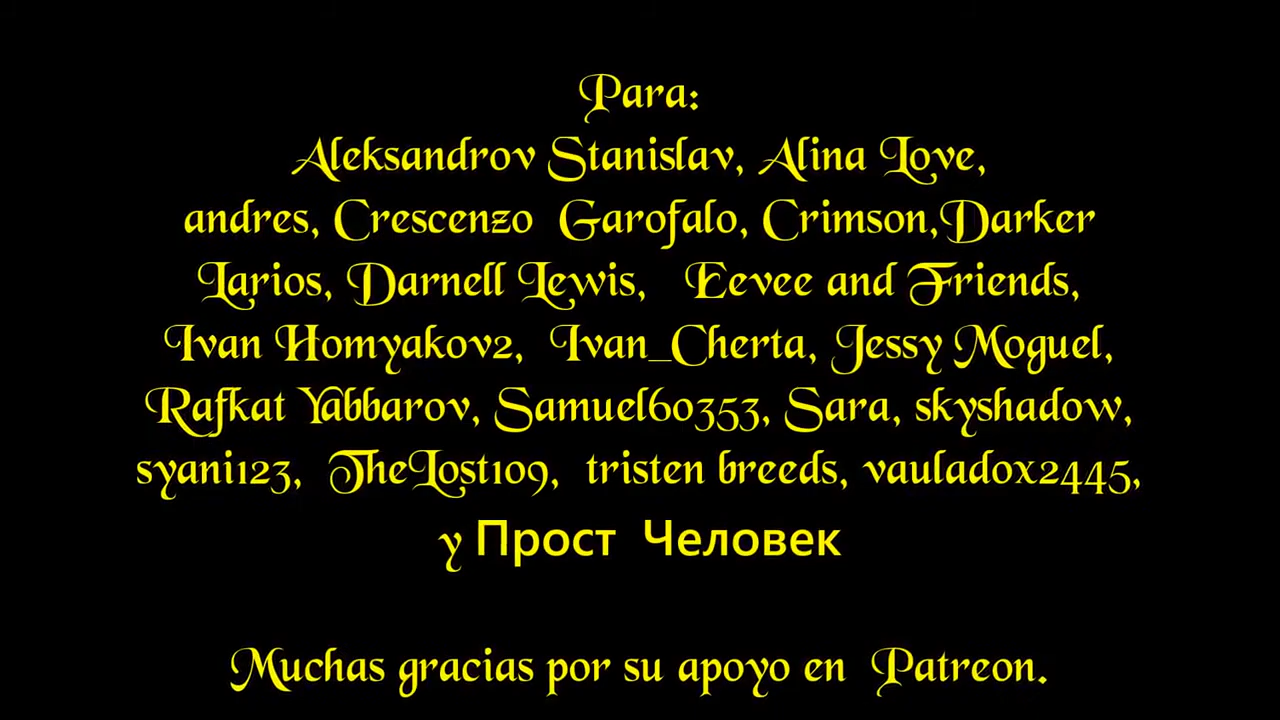 Para:
Aleksandrov Stanislav, Alina Love,
andres, Crescenzo Garofalo, Crimson,Darker
Larios, Darnell Lewis, Eevee and Friends,
Ivan Homyakov2, Ivan_Cherta, Jessy Moguel,
Rafkat Yabbarov, Samuel60353, Sara, skyshadow,
syani123, TheLost109, tristen breeds, vauladox2445,
y Прост Человек
Muchas gracias por su apoyo en Patreon.